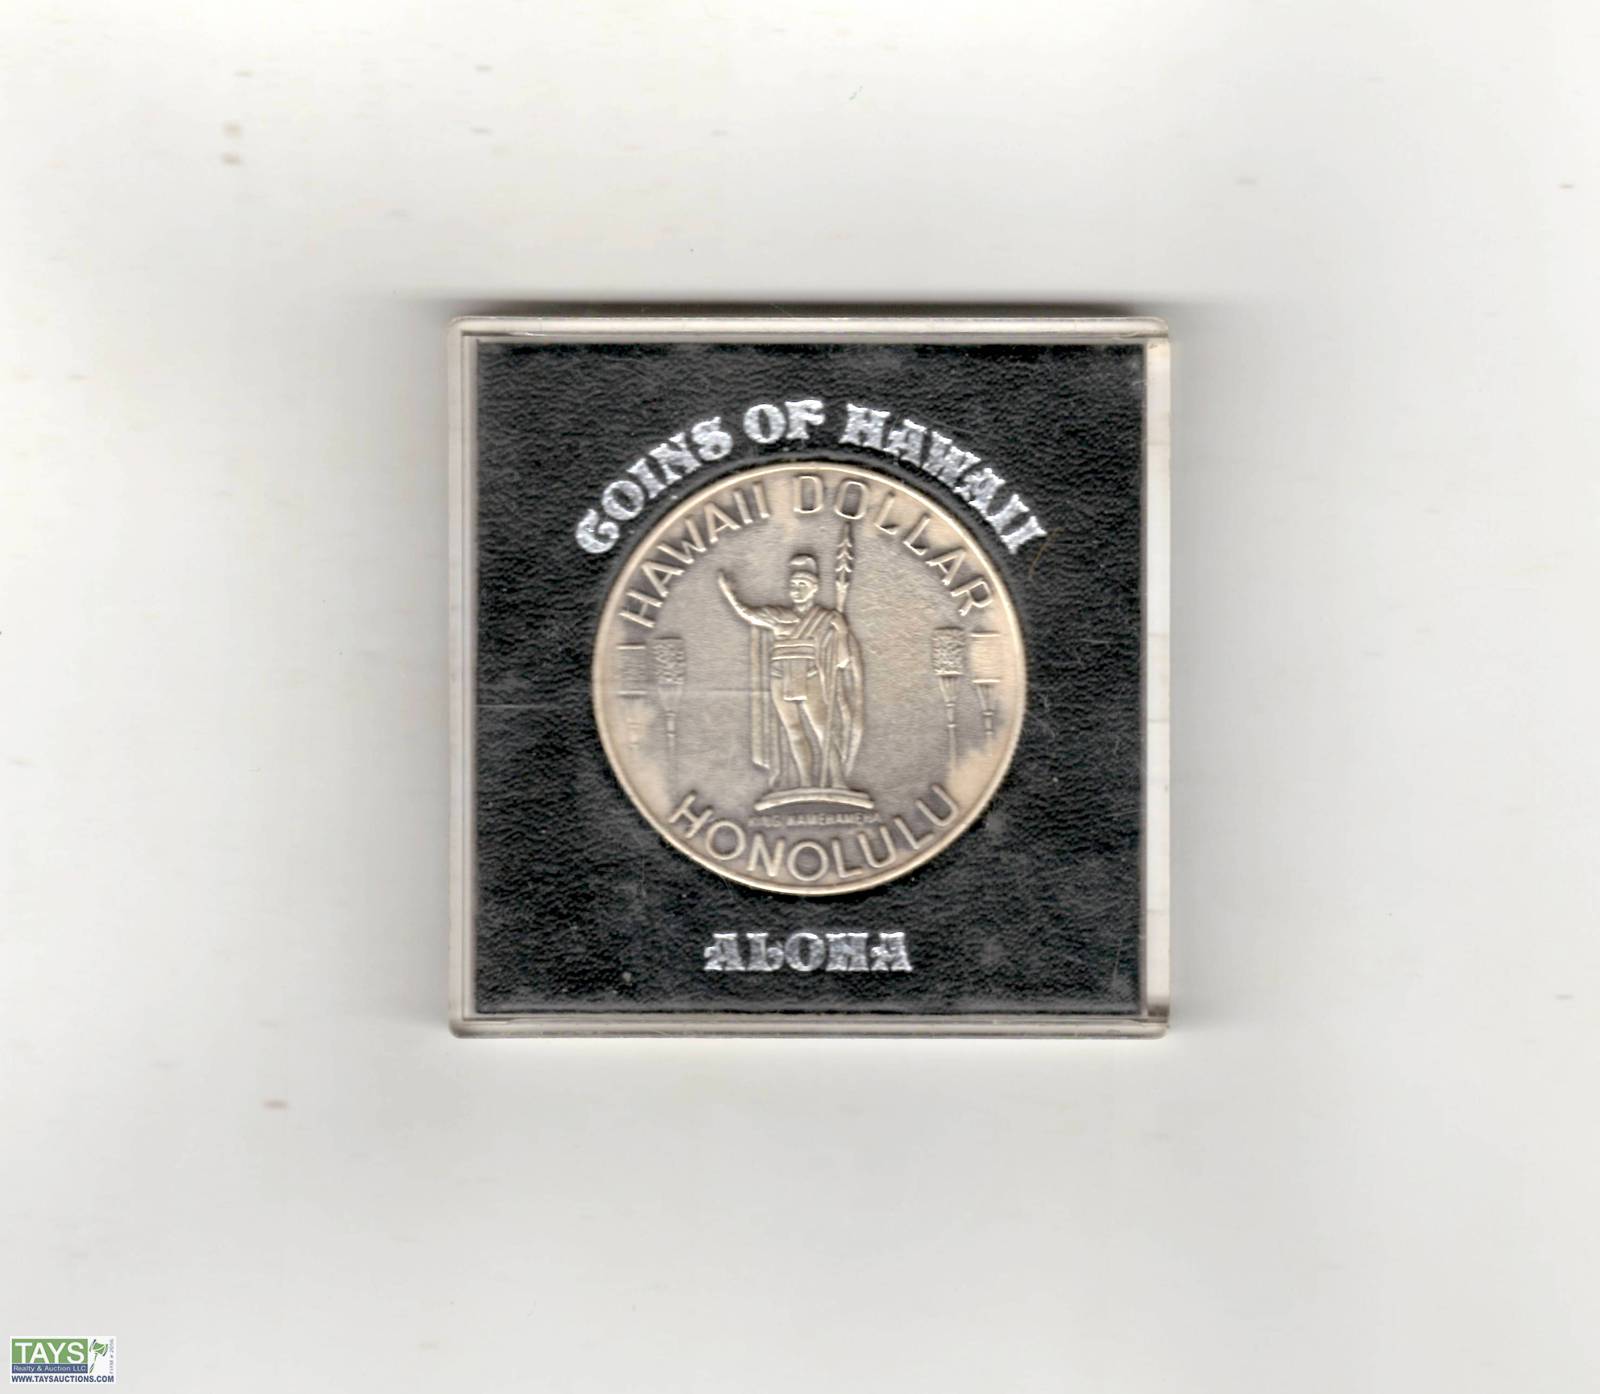 COINS OF HAWAII
HAWAII DOLLAR
KING KAMEHAMEHA
HONOLULU
ALOHA
TAYS
Realty & Auction LLC
WWW.TAYSAUCTIONS.COM